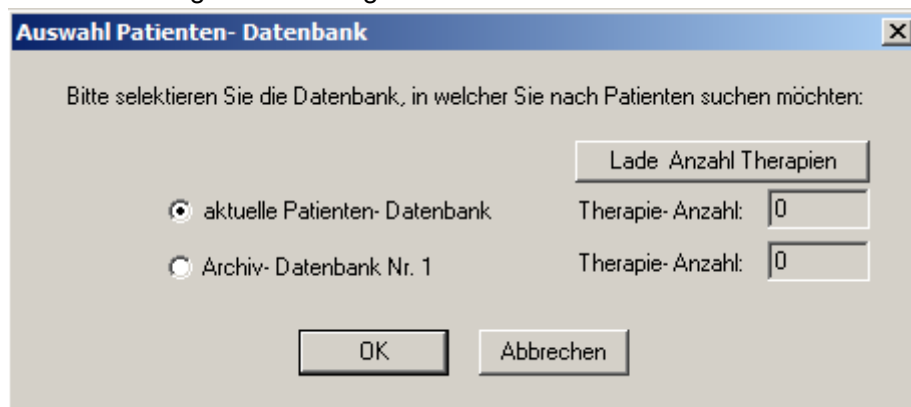 Auswahl Patienten- Datenbank
Bitte selektieren Sie die Datenbank, in welcher Sie nach Patienten suchen möchten:
Lade Anzahl Therapien
aktuelle Patienten- Datenbank Therapie- Anzahl: 0
Archiv- Datenbank Nr. 1 Therapie- Anzahl: 0
OK Abbrechen